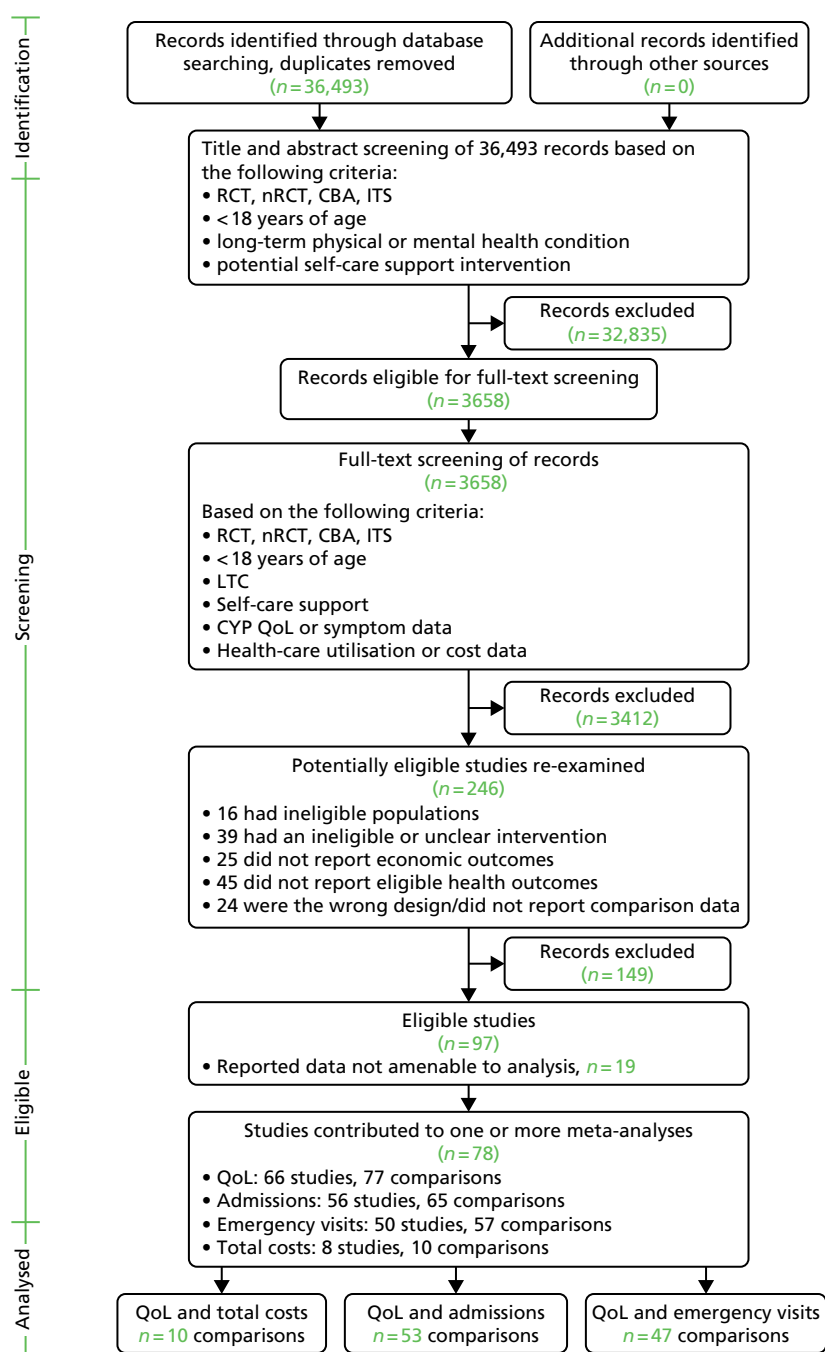 Identification
Records identified through database
searching, duplicates removed
(n=36,493)
Additional records identified
through other sources
(n=0)
Title and abstract screening of 36,493 records based on
the following criteria:
• RCT, nRCT, CBA, ITS
• <18 years of age
• long-term physical or mental health condition
• potential self-care support intervention
Screening
Records excluded
(n=32,835)
Records eligible for full-text screening
(n=3658)
Full-text screening of records
(n=3658)
Based on the following criteria:
• RCT, nRCT, CBA, ITS
• <18 years of age
• LTC
• Self-care support
• CYP QoL or symptom data
• Health-care utilisation or cost data
Records excluded
(n=3412)
Potentially eligible studies re-examined
(n=246)
• 16 had ineligible populations
• 39 had an ineligible or unclear intervention
• 25 did not report economic outcomes
• 45 did not report eligible health outcomes
• 24 were the wrong design/did not report comparison data
Records excluded
(n=149)
Eligible
Eligible studies
(n=97)
• Reported data not amenable to analysis, n=19
Studies contributed to one or more meta-analyses
(n=78)
• QoL: 66 studies, 77 comparisons
• Admissions: 56 studies, 65 comparisons
• Emergency visits: 50 studies, 57 comparisons
• Total costs: 8 studies, 10 comparisons
Analysed
QoL and total costs
n=10 comparisons
QoL and admissions
n=53 comparisons
QoL and emergency visits
n=47 comparisons